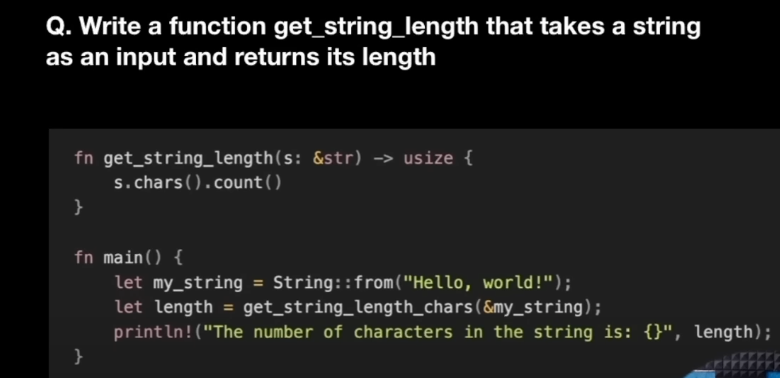 Q. Write a function get_string_length that takes a string
as an input and returns its length
fn get_string_length(s: &str) -> usize {
    s.chars().count()
}
fn main() {
    let my_string = String::from("Hello, world!");
    let length = get_string_length_chars(&my_string);
    println!("The number of characters in the string is: {}", length);
}